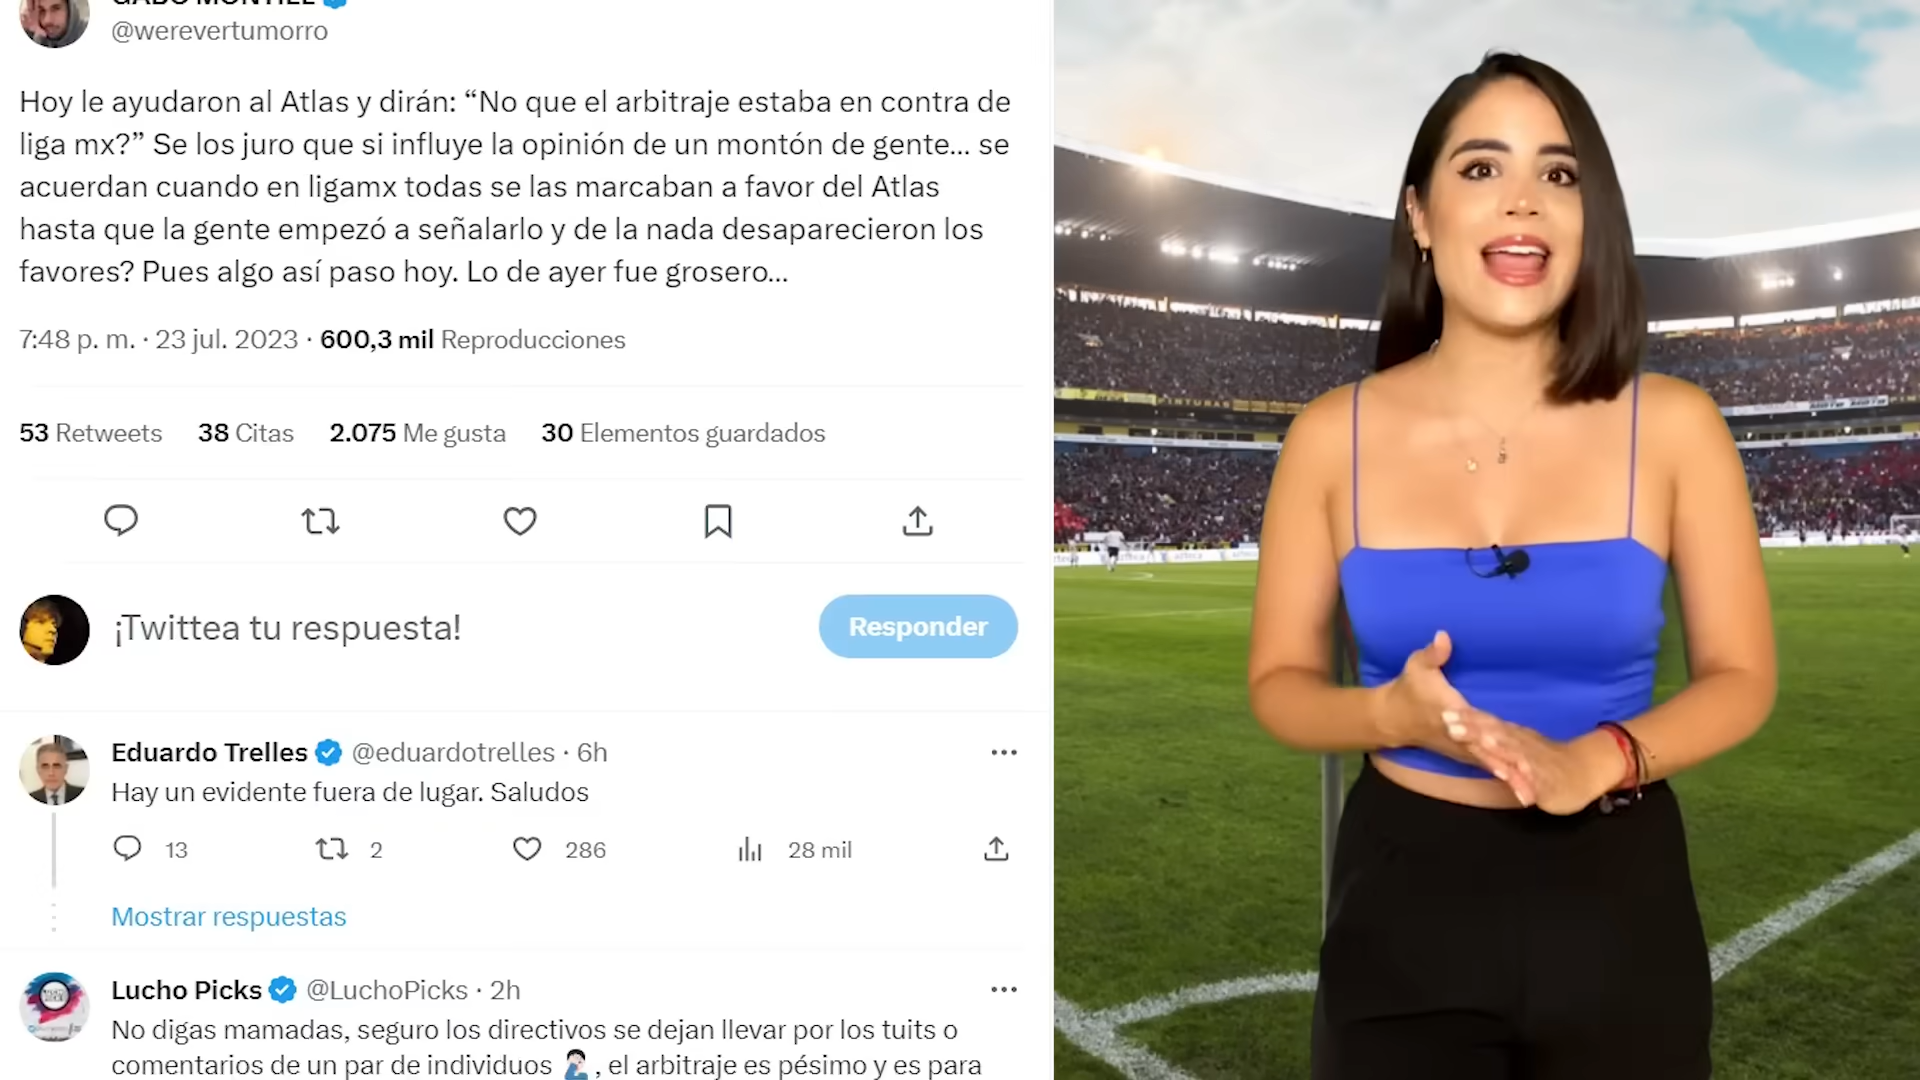 GABO MONTIEL
@werevertumorro
Hoy le ayudaron al Atlas y dirán: “No que el arbitraje estaba en contra de
liga mx?” Se los juro que si influye la opinión de un montón de gente... se
acuerdan cuando en ligamx todas se las marcaban a favor del Atlas
hasta que la gente empezó a señalarlo y de la nada desaparecieron los
favores? Pues algo así paso hoy. Lo de ayer fue grosero...
7:48 p. m. · 23 jul. 2023 · 600,3 mil Reproducciones
53 Retweets 38 Citas 2.075 Me gusta 30 Elementos guardados
¡Twittea tu respuesta!
Responder
Eduardo Trelles @eduardotrelles · 6h
Hay un evidente fuera de lugar. Saludos
13 2 286 28 mil
Mostrar respuestas
Lucho Picks @LuchoPicks · 2h
No digas mamadas, seguro los directivos se dejan llevar por los tuits o
comentarios de un par de individuos 🤦🏻‍♂️, el arbitraje es pésimo y es para